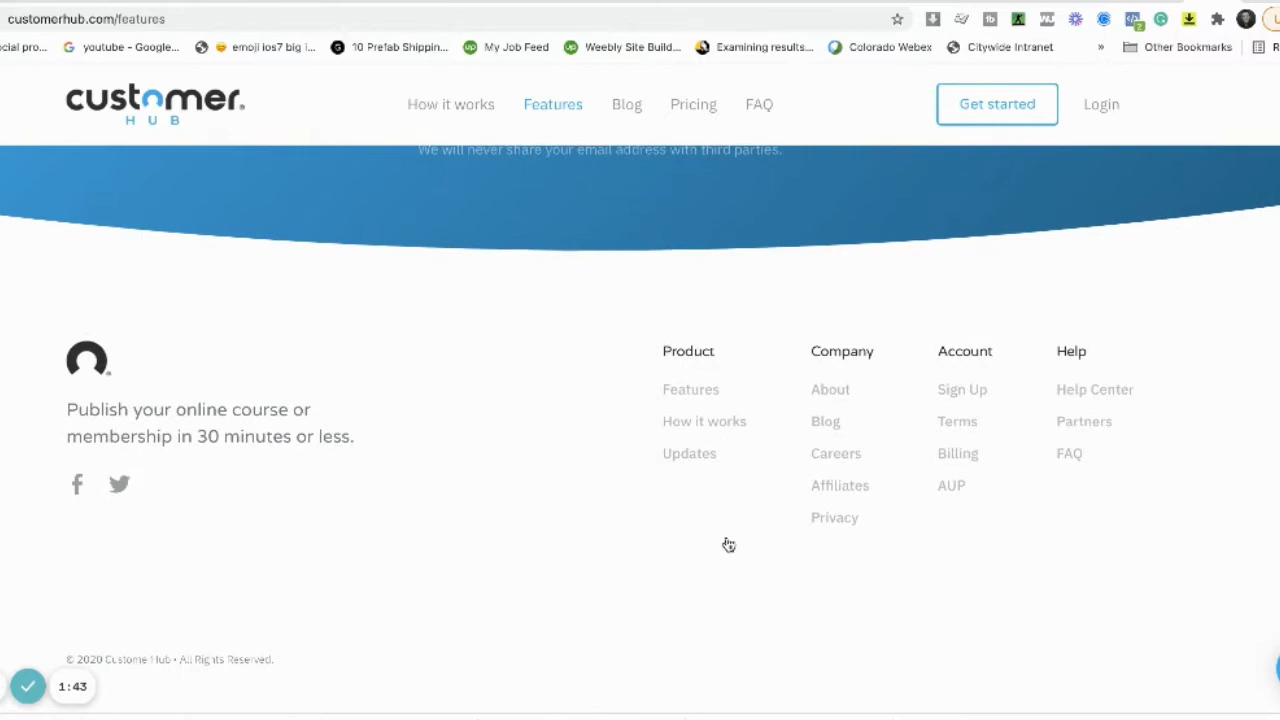 customerhub.com/features
cial pro...
youtube - Google...
emoji ios7 big i...
10 Prefab Shippin...
My Job Feed
Weebly Site Build...
Examining results...
Colorado Webex
Citywide Intranet
»
Other Bookmarks
R
customer.
HUB
How it works
Features
Blog
Pricing
FAQ
Get started
Login
We will never share your email address with third parties.
Publish your online course or
membership in 30 minutes or less.
Product
Features
How it works
Updates
Company
About
Blog
Careers
Affiliates
Privacy
Account
Sign Up
Terms
Billing
AUP
Help
Help Center
Partners
FAQ
© 2020 Custome Hub • All Rights Reserved.
1:43